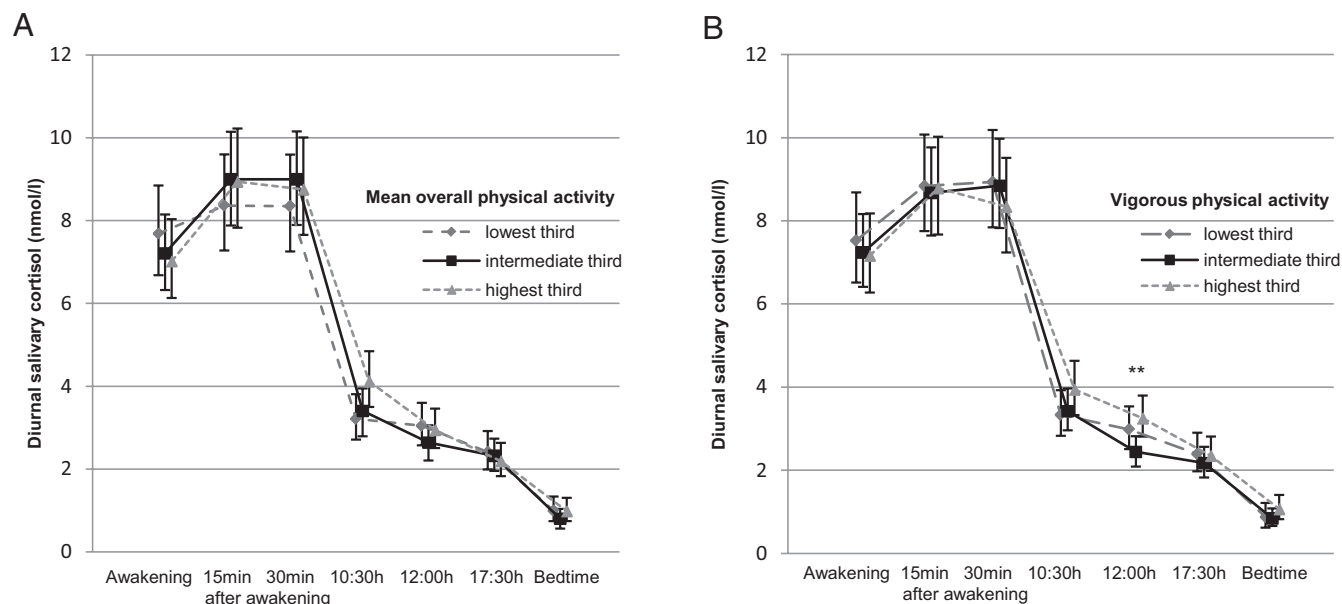 A
12
10
8
6
4
2
0
Diurnal salivary cortisol (nmol/l)
Mean overall physical activity
lowest third
intermediate third
highest third
Awakening 15min 30min 10:30h 12:00h 17:30h Bedtime
after awakening
B
12
10
8
6
4
2
0
Diurnal salivary cortisol (nmol/l)
Vigorous physical activity
lowest third
intermediate third
highest third
**
Awakening 15min 30min 10:30h 12:00h 17:30h Bedtime
after awakening